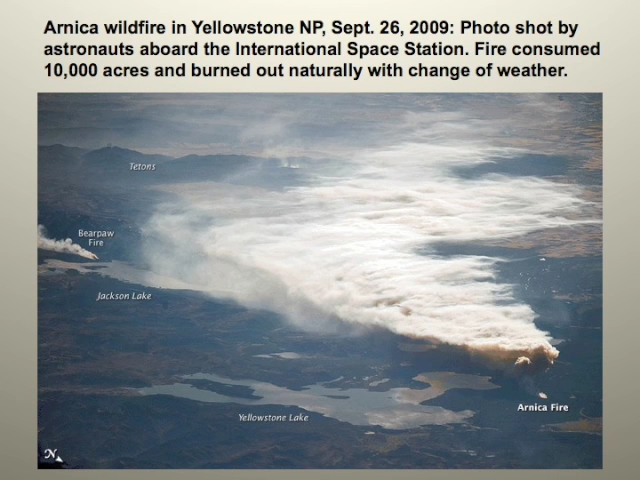 Arnica wildfire in Yellowstone NP, Sept. 26, 2009: Photo shot by
astronauts aboard the International Space Station. Fire consumed
10,000 acres and burned out naturally with change of weather.
Tetons
Bearpaw
Fire
Jackson Lake
Arnica Fire
Yellowstone Lake
N